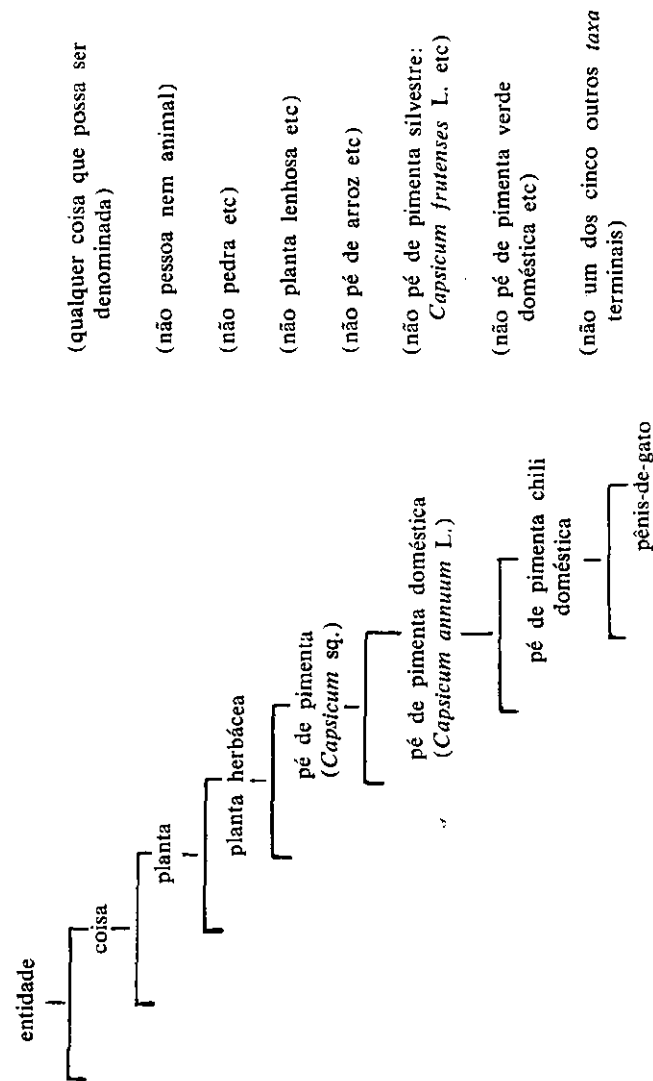 entidade
(qualquer coisa que possa ser
denominada)
coisa
(não pessoa nem animal)
planta
(não pedra etc)
planta herbácea
(não planta lenhosa etc)
pé de pimenta
(Capsicum sq.)
(não pé de arroz etc)
pé de pimenta doméstica
(Capsicum annuum L.)
(não pé de pimenta silvestre:
Capsicum frutenses L. etc)
pé de pimenta chili
doméstica
(não pé de pimenta verde
doméstica etc)
pênis-de-gato
(não um dos cinco outros taxa
terminais)